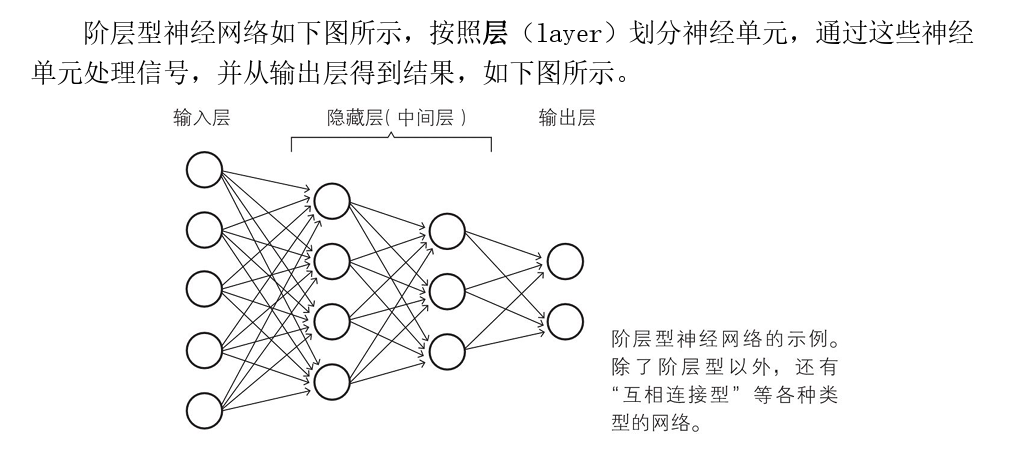 阶层型神经网络如下图所示，按照层（layer）划分神经单元，通过这些神经
单元处理信号，并从输出层得到结果，如下图所示。
输入层
隐藏层（中间层）
输出层
阶层型神经网络的示例。
除了阶层型以外，还有
“互相连接型”等各种类
型的网络。